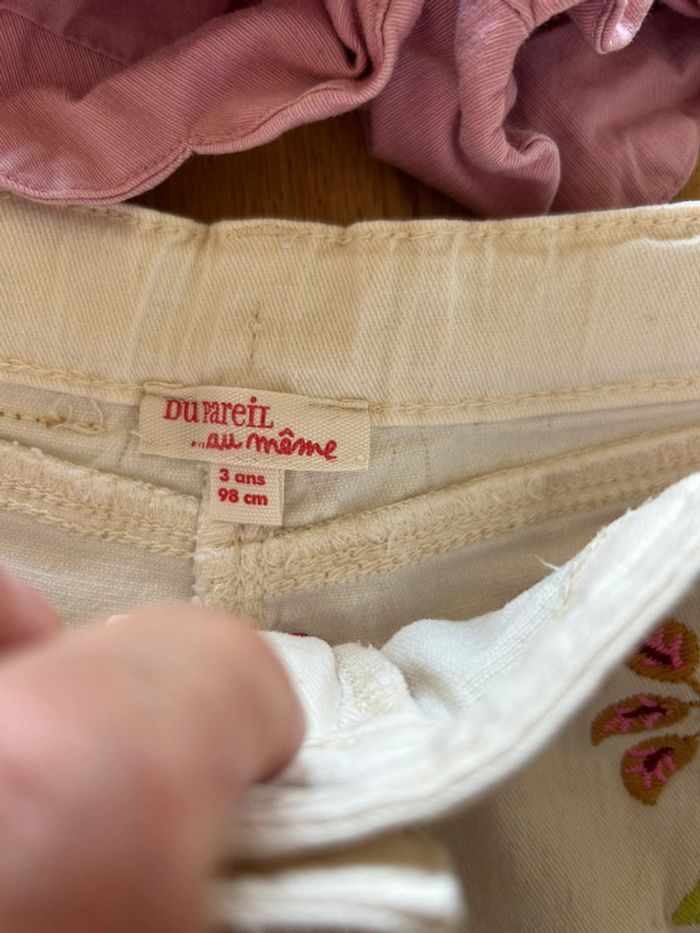 DU PAREIL
...au même
3 ans
98 cm